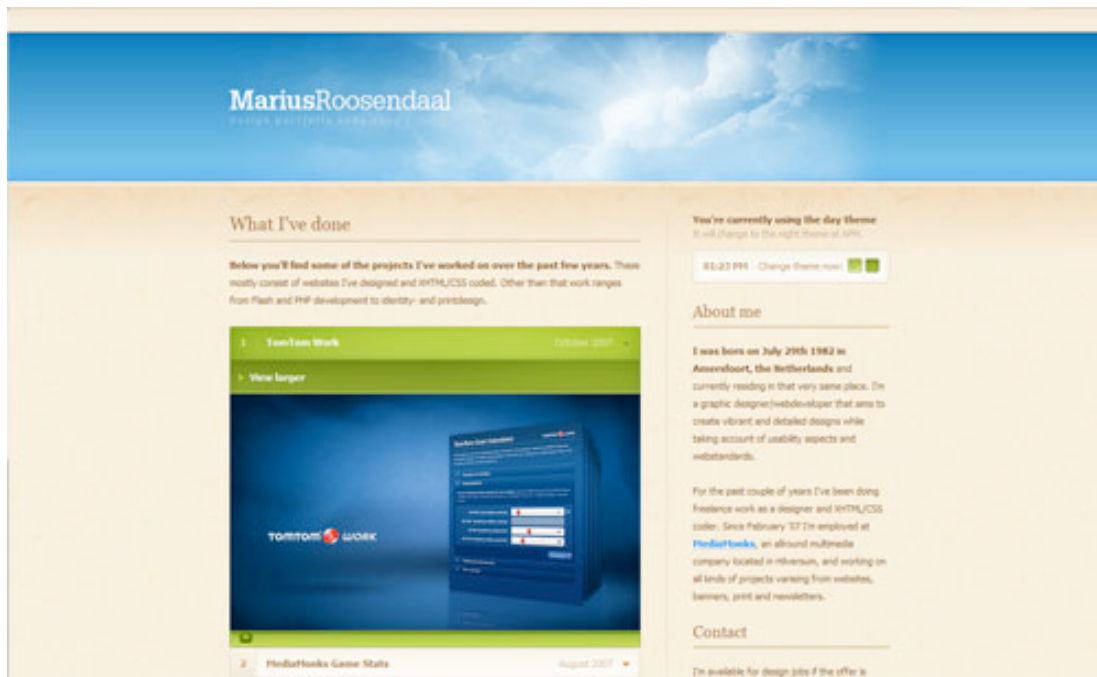 MariusRoosendaal
What I've done
Below you'll find some of the projects I've worked on over the past few years. These
mostly consist of websites I've designed and XHTML/CSS coded. Other than that work ranges
from Flash and PHP development to identity- and printdesign.
1 TomTom Work October 2007
View larger
TOMTOM WORK
2 MediaMonks Game Stats August 2007
You're currently using the day theme
It will change to the right theme at 6PM.
01:23 PM Change theme now:
About me
I was born on July 29th 1982 in
Amersfoort, the Netherlands and
currently residing in that very same place. I'm
a graphic designer/webdeveloper that aims to
create vibrant and detailed designs while
taking account of usability aspects and
webstandards.
For the past couple of years I've been doing
freelance work as a designer and XHTML/CSS
coder. Since February '07 I'm employed at
MediaMonks, an allround multimedia
company located in Hilversum, and working on
all kinds of projects varieing from websites,
banners, print and newsletters.
Contact
I'm available for design jobs if the offer is